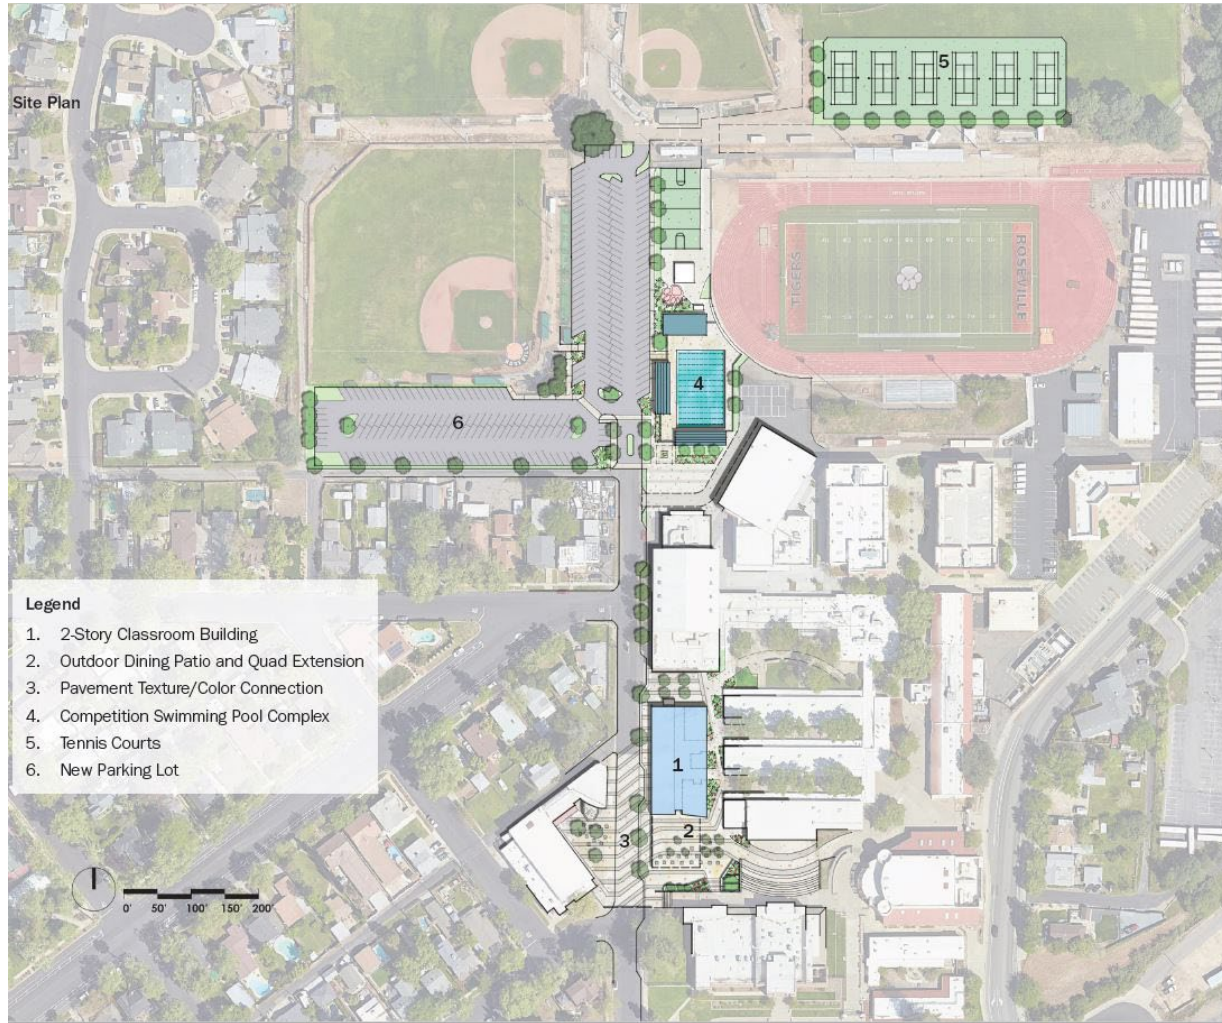 Site Plan
5
TIGERS
ROSEVILLE
4
6
Legend
1. 2-Story Classroom Building
2. Outdoor Dining Patio and Quad Extension
3. Pavement Texture/Color Connection
4. Competition Swimming Pool Complex
5. Tennis Courts
6. New Parking Lot
1
2
3
0' 50' 100' 150' 200'